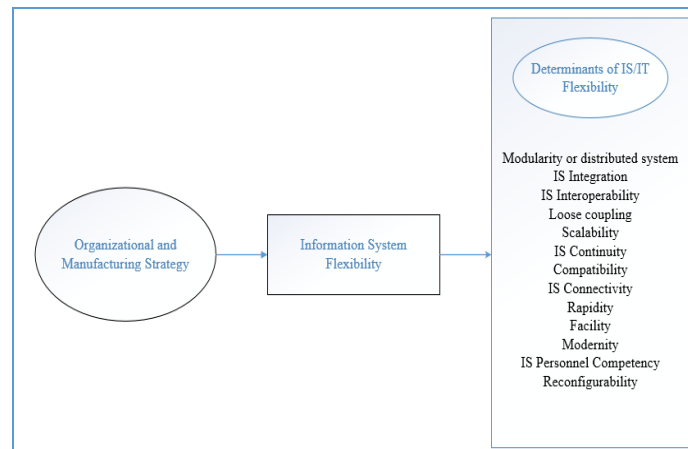 Organizational and
Manufacturing Strategy
Information System
Flexibility
Determinants of IS/IT
Flexibility
Modularity or distributed system
IS Integration
IS Interoperability
Loose coupling
Scalability
IS Continuity
Compatibility
IS Connectivity
Rapidity
Facility
Modernity
IS Personnel Competency
Reconfigurability